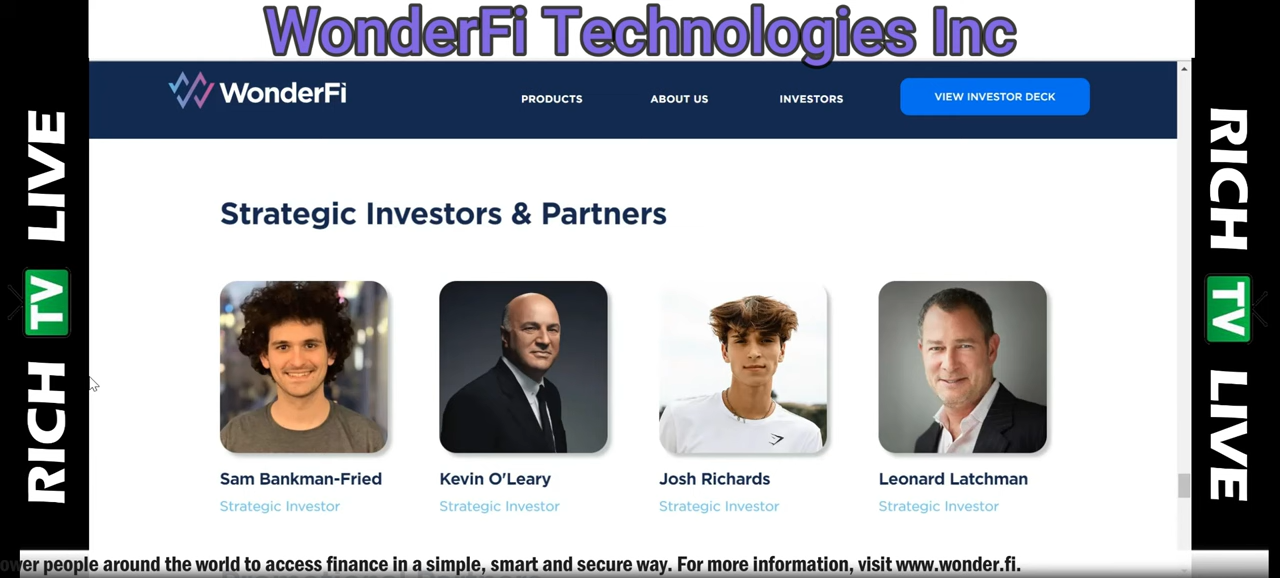 WonderFi Technologies Inc
WonderFi
PRODUCTS
ABOUT US
INVESTORS
VIEW INVESTOR DECK
Strategic Investors & Partners
Sam Bankman-Fried
Strategic Investor
Kevin O'Leary
Strategic Investor
Josh Richards
Strategic Investor
Leonard Latchman
Strategic Investor
RICH TV LIVE
RICH TV LIVE
ower people around the world to access finance in a simple, smart and secure way. For more information, visit www.wonder.fi.